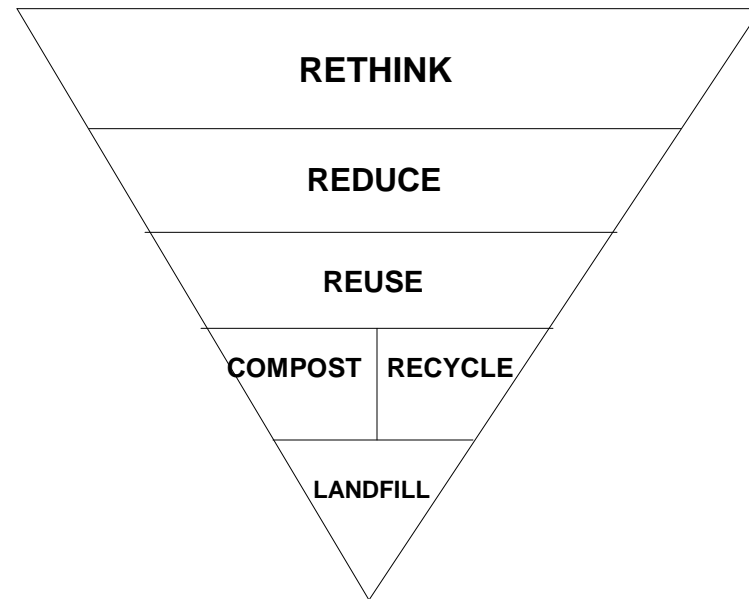 RETHINK
REDUCE
REUSE
COMPOST RECYCLE
LANDFILL